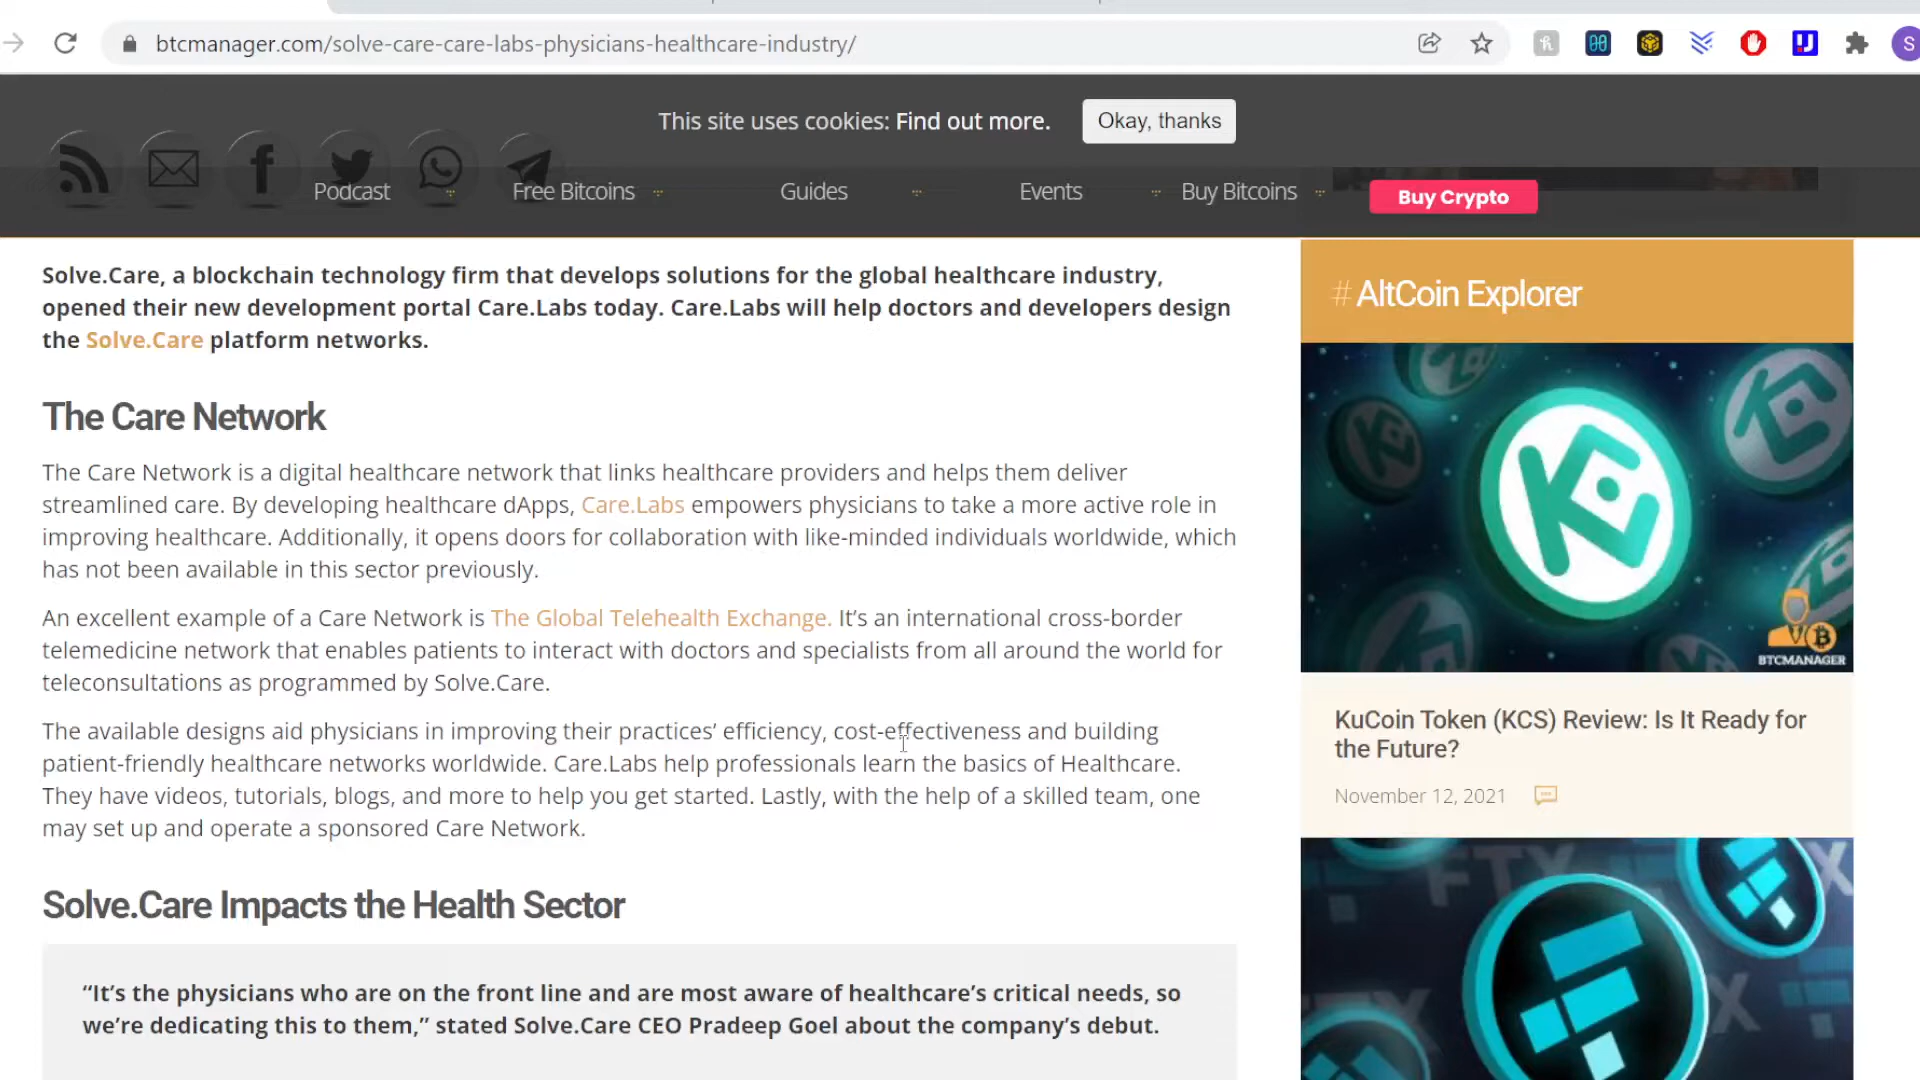 btcmanager.com/solve-care-care-labs-physicians-healthcare-industry/
S
This site uses cookies: Find out more.
Okay, thanks
Podcast
Free Bitcoins
Guides
Events
Buy Bitcoins
Buy Crypto
Solve.Care, a blockchain technology firm that develops solutions for the global healthcare industry,
opened their new development portal Care.Labs today. Care.Labs will help doctors and developers design
the Solve.Care platform networks.
The Care Network
The Care Network is a digital healthcare network that links healthcare providers and helps them deliver
streamlined care. By developing healthcare dApps, Care.Labs empowers physicians to take a more active role in
improving healthcare. Additionally, it opens doors for collaboration with like-minded individuals worldwide, which
has not been available in this sector previously.
An excellent example of a Care Network is The Global Telehealth Exchange. It’s an international cross-border
telemedicine network that enables patients to interact with doctors and specialists from all around the world for
teleconsultations as programmed by Solve.Care.
The available designs aid physicians in improving their practices’ efficiency, cost-effectiveness and building
patient-friendly healthcare networks worldwide. Care.Labs help professionals learn the basics of Healthcare.
They have videos, tutorials, blogs, and more to help you get started. Lastly, with the help of a skilled team, one
may set up and operate a sponsored Care Network.
Solve.Care Impacts the Health Sector
“It’s the physicians who are on the front line and are most aware of healthcare’s critical needs, so
we’re dedicating this to them,” stated Solve.Care CEO Pradeep Goel about the company’s debut.
# AltCoin Explorer
BTCMANAGER
KuCoin Token (KCS) Review: Is It Ready for
the Future?
November 12, 2021
FTX